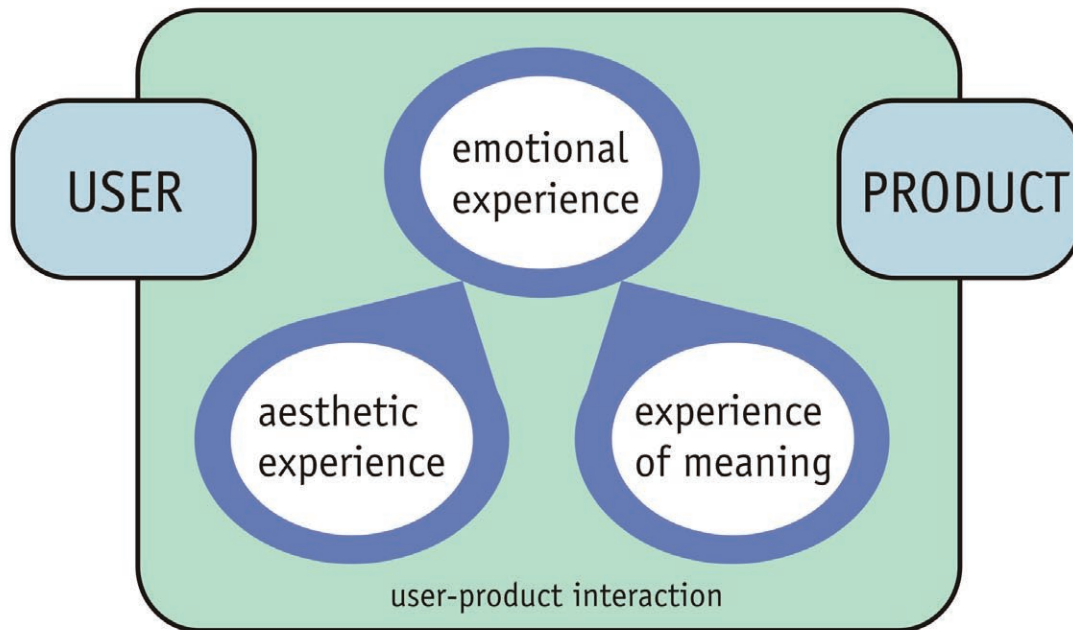 emotional
experience
USER
PRODUCT
aesthetic
experience
experience
of meaning
user-product interaction